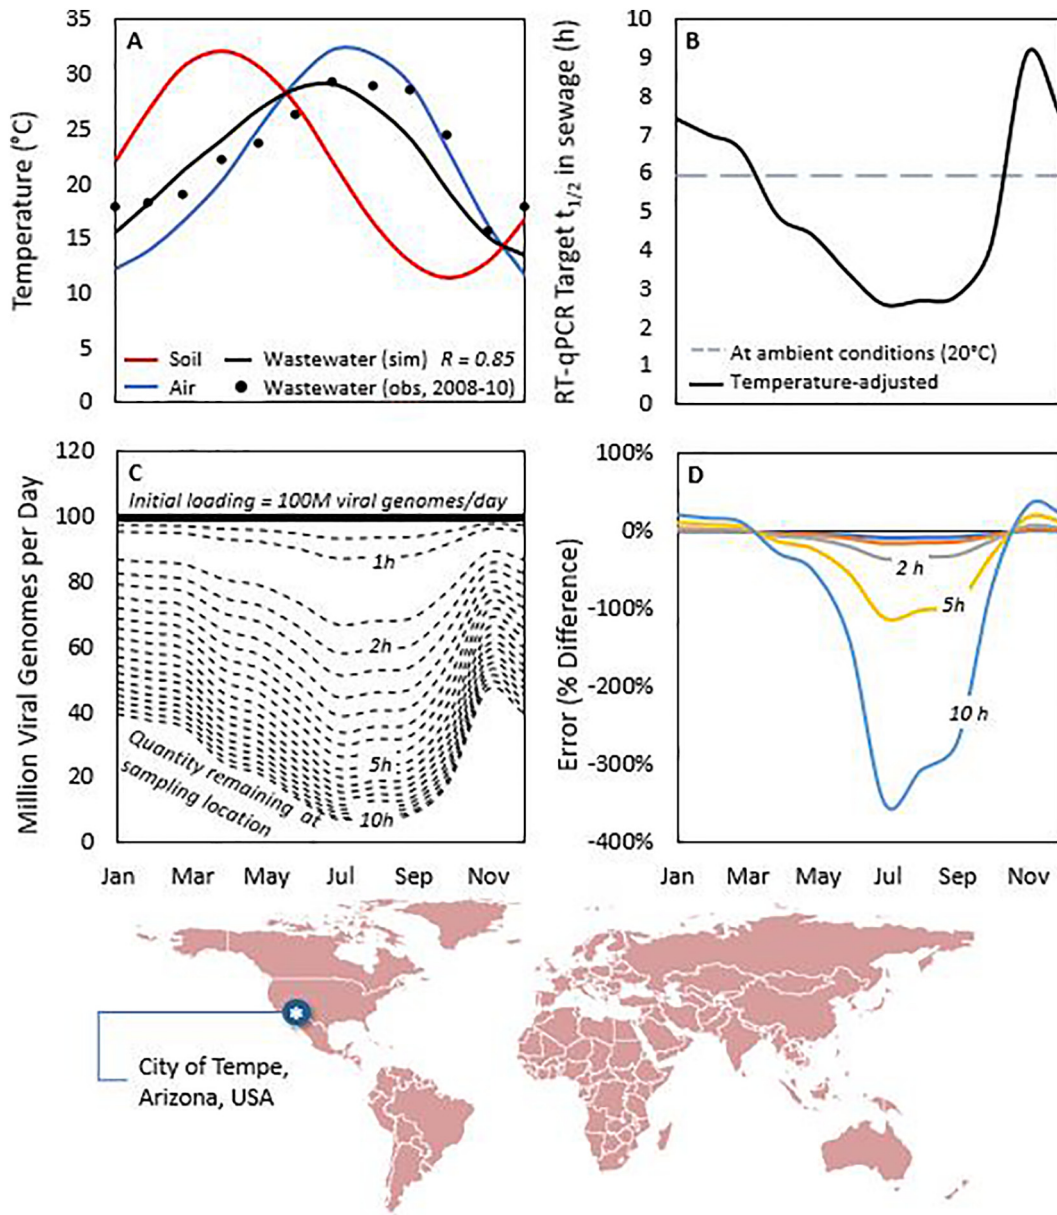 A
Temperature (°C)
35
30
25
20
15
10
5
0
Soil
Air
Wastewater (sim) R = 0.85
Wastewater (obs, 2008-10)
B
RT-qPCR Target t1/2 in sewage (h)
10
9
8
7
6
5
4
3
2
1
0
At ambient conditions (20°C)
Temperature-adjusted
C
Million Viral Genomes per Day
120
100
80
60
40
20
0
Initial loading = 100M viral genomes/day
1h
2h
5h
10h
Quantity remaining at
sampling location
Jan Mar May Jul Sep Nov
D
Error (% Difference)
100%
0%
-100%
-200%
-300%
-400%
2 h
5h
10 h
Jan Mar May Jul Sep Nov
City of Tempe,
Arizona, USA